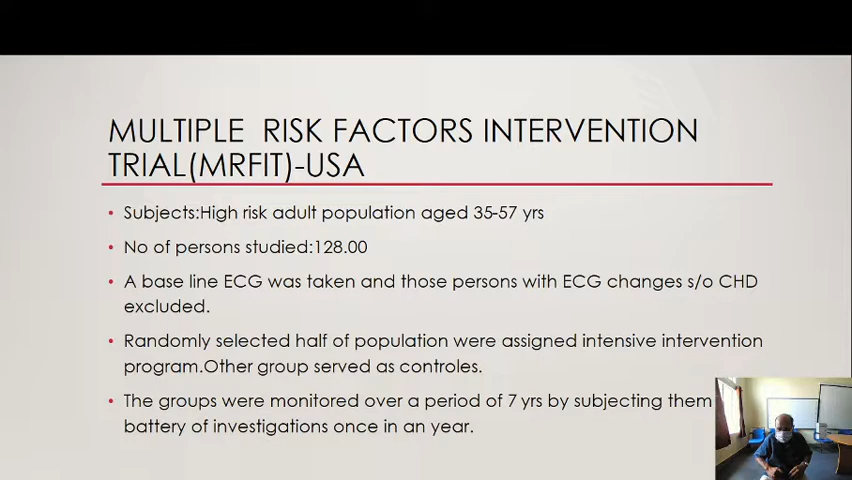 MULTIPLE RISK FACTORS INTERVENTION
TRIAL(MRFIT)-USA
• Subjects:High risk adult population aged 35-57 yrs
• No of persons studied:128.00
• A base line ECG was taken and those persons with ECG changes s/o CHD
excluded.
• Randomly selected half of population were assigned intensive intervention
program.Other group served as controles.
• The groups were monitored over a period of 7 yrs by subjecting them
battery of investigations once in an year.